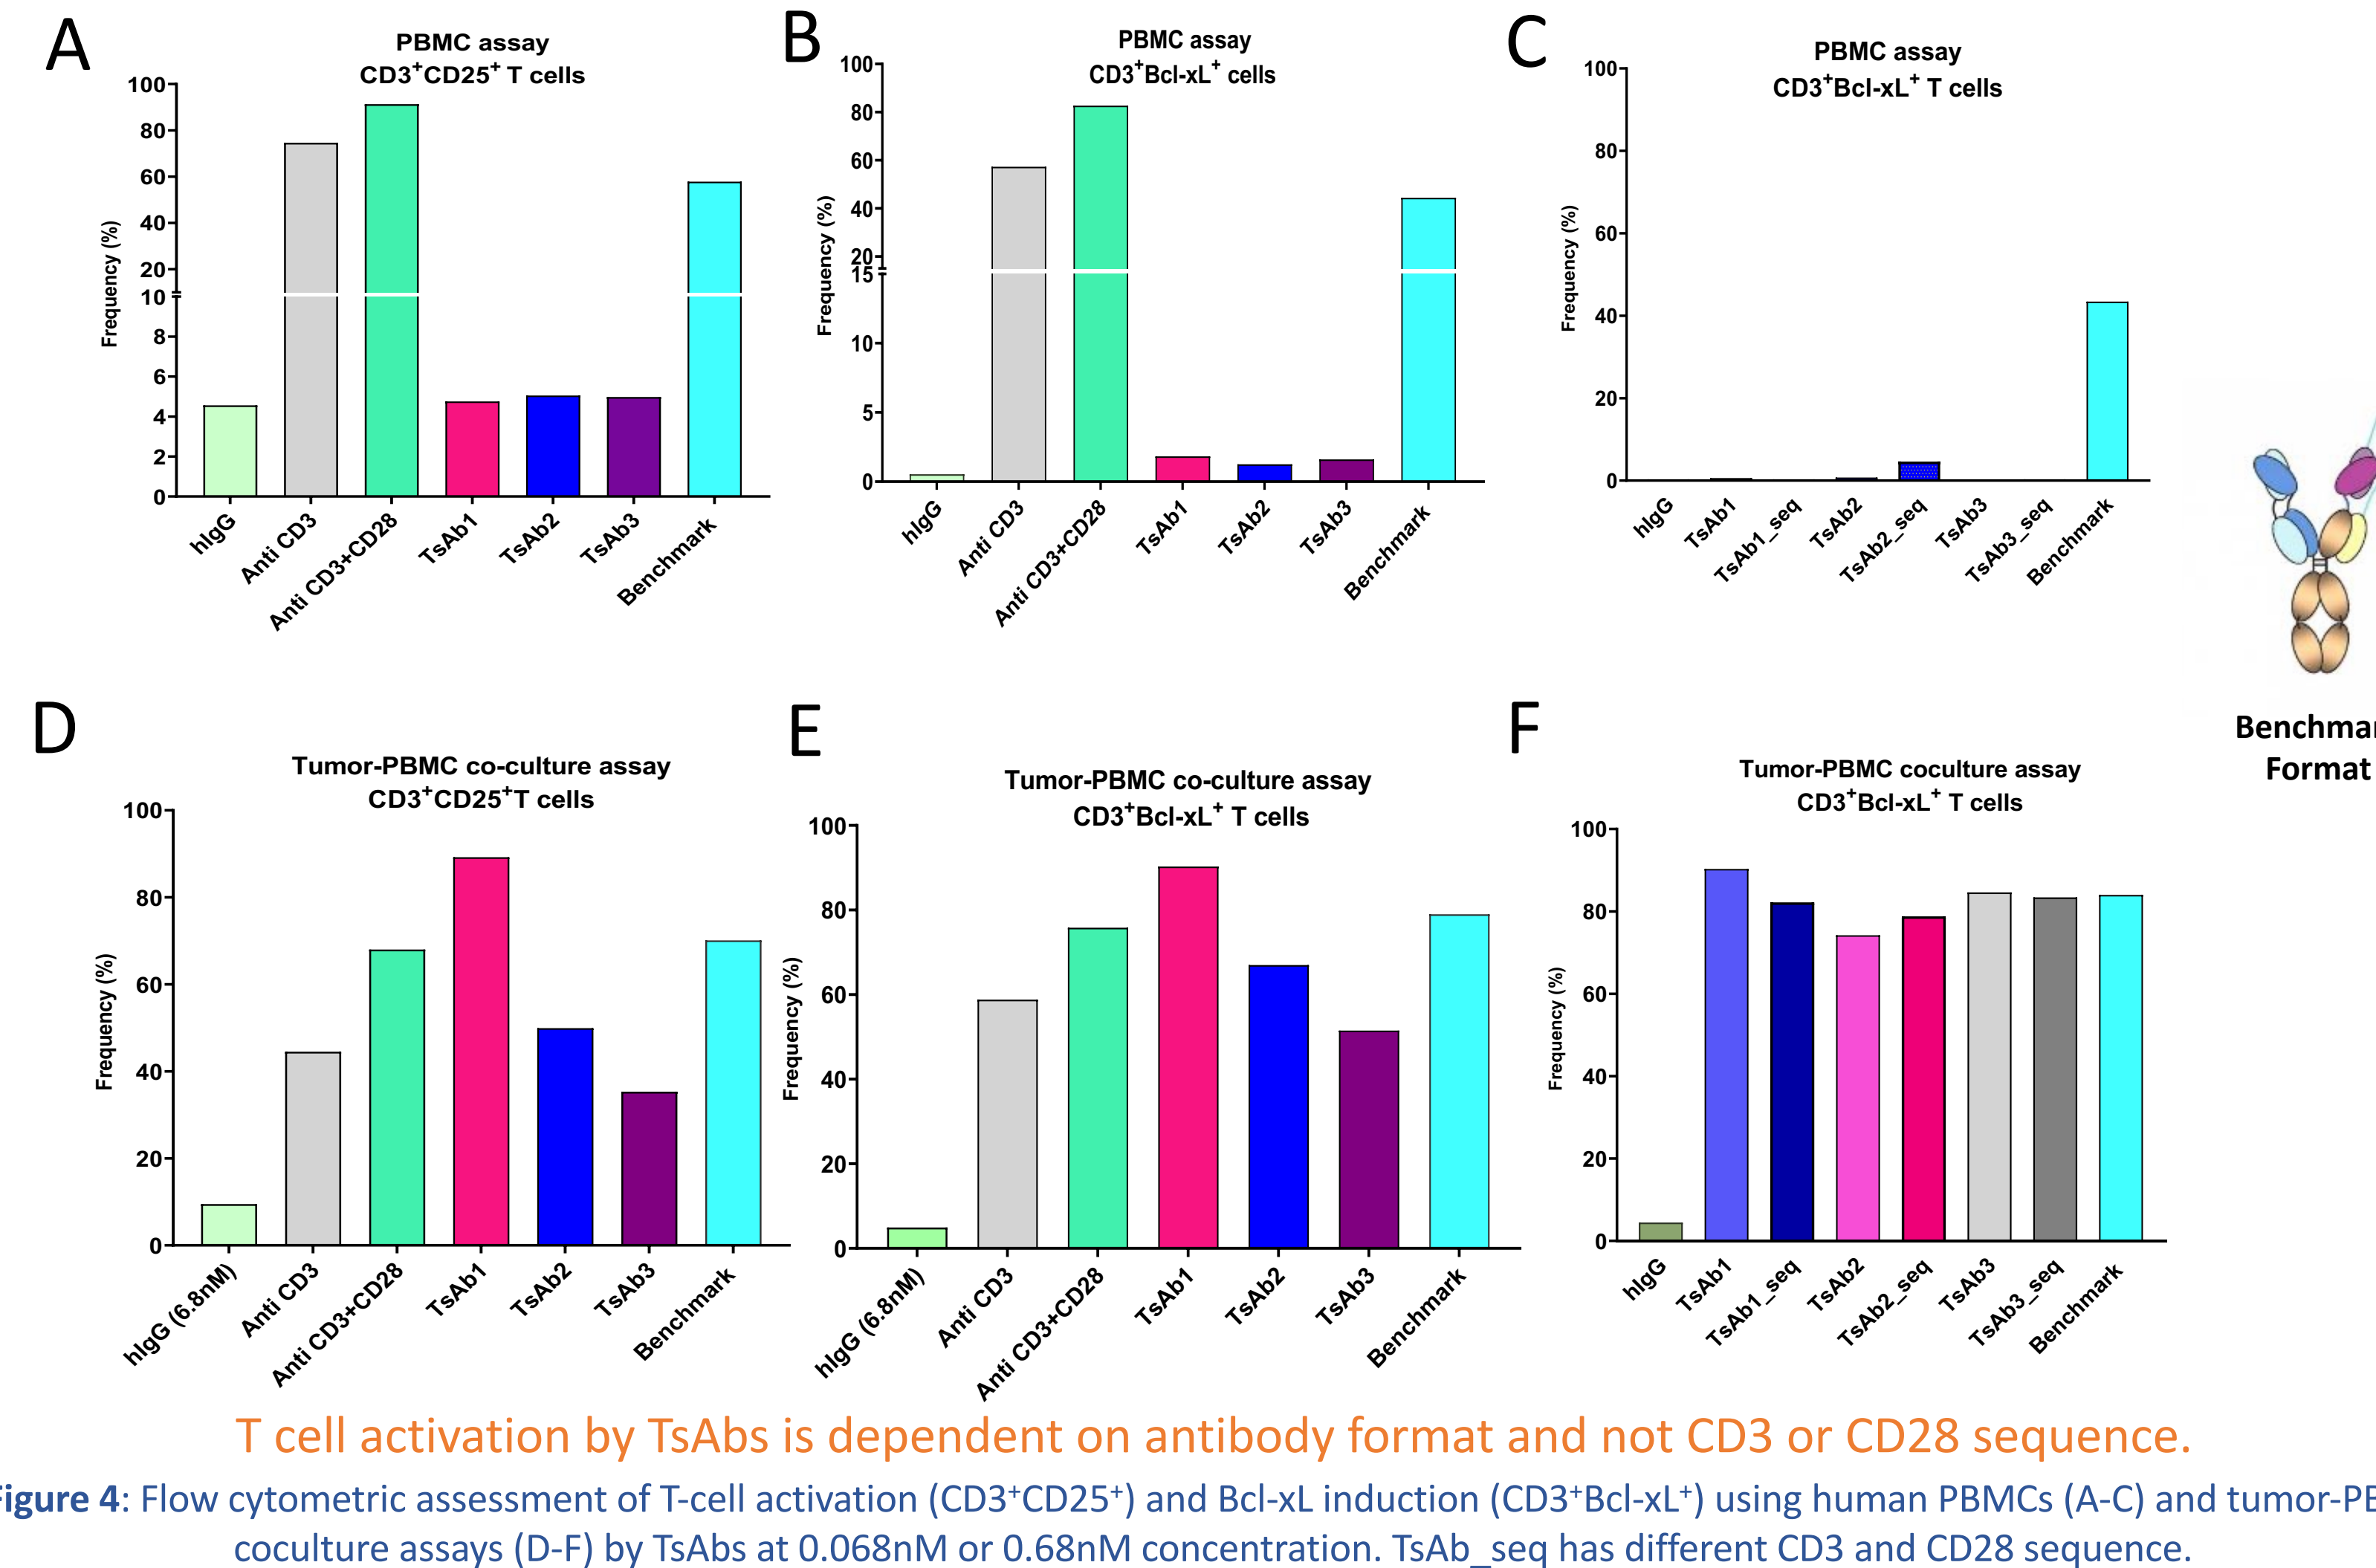 A
PBMC assay
CD3⁺CD25⁺ T cells
Frequency (%)
100
80
60
40
20
10
8
6
4
2
0
hIgG
Anti CD3
Anti CD3+CD28
TsAb1
TsAb2
TsAb3
Benchmark
B
PBMC assay
CD3⁺Bcl-xL⁺ cells
Frequency (%)
100
80
60
40
20
15
10
5
0
hIgG
Anti CD3
Anti CD3+CD28
TsAb1
TsAb2
TsAb3
Benchmark
C
PBMC assay
CD3⁺Bcl-xL⁺ T cells
Frequency (%)
100
80
60
40
20
0
hIgG
TsAb1
TsAb1_seq
TsAb2
TsAb2_seq
TsAb3
TsAb3_seq
Benchmark
Benchmar
Format
D
Tumor-PBMC co-culture assay
CD3⁺CD25⁺T cells
Frequency (%)
100
80
60
40
20
0
hIgG (6.8nM)
Anti CD3
Anti CD3+CD28
TsAb1
TsAb2
TsAb3
Benchmark
E
Tumor-PBMC co-culture assay
CD3⁺Bcl-xL⁺ T cells
Frequency (%)
100
80
60
40
20
0
hIgG (6.8nM)
Anti CD3
Anti CD3+CD28
TsAb1
TsAb2
TsAb3
Benchmark
F
Tumor-PBMC coculture assay
CD3⁺Bcl-xL⁺ T cells
Frequency (%)
100
80
60
40
20
0
hIgG
TsAb1
TsAb1_seq
TsAb2
TsAb2_seq
TsAb3
TsAb3_seq
Benchmark
T cell activation by TsAbs is dependent on antibody format and not CD3 or CD28 sequence.
igure 4: Flow cytometric assessment of T-cell activation (CD3⁺CD25⁺) and Bcl-xL induction (CD3⁺Bcl-xL⁺) using human PBMCs (A-C) and tumor-PB
coculture assays (D-F) by TsAbs at 0.068nM or 0.68nM concentration. TsAb_seq has different CD3 and CD28 sequence.